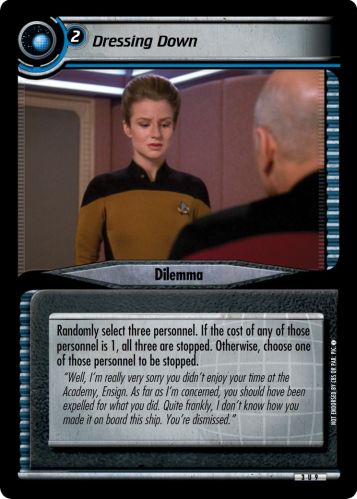 2 Dressing Down
Dilemma
Randomly select three personnel. If the cost of any of those
personnel is 1, all three are stopped. Otherwise, choose one
of those personnel to be stopped.
"Well, I'm really very sorry you didn't enjoy your time at the
Academy, Ensign. As far as I'm concerned, you should have been
expelled for what you did. Quite frankly, I don't know how you
made it on board this ship. You're dismissed."
NOT ENDORSED BY CBS OR PAR. PIC.
3 U 9